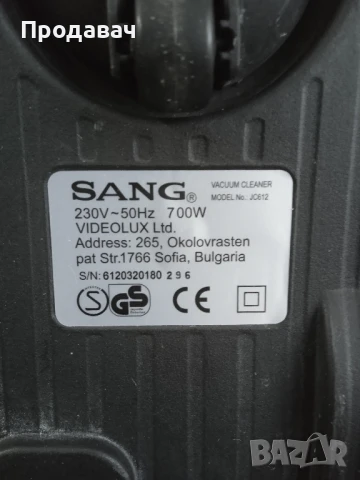 Продавач
SANG® VACUUM CLEANER
MODEL No.: JC612
230V~50Hz 700W
VIDEOLUX Ltd.
Address: 265, Okolovrasten
pat Str.1766 Sofia, Bulgaria
S/N: 6120320180 2 9 6
GS CE
BAZAR